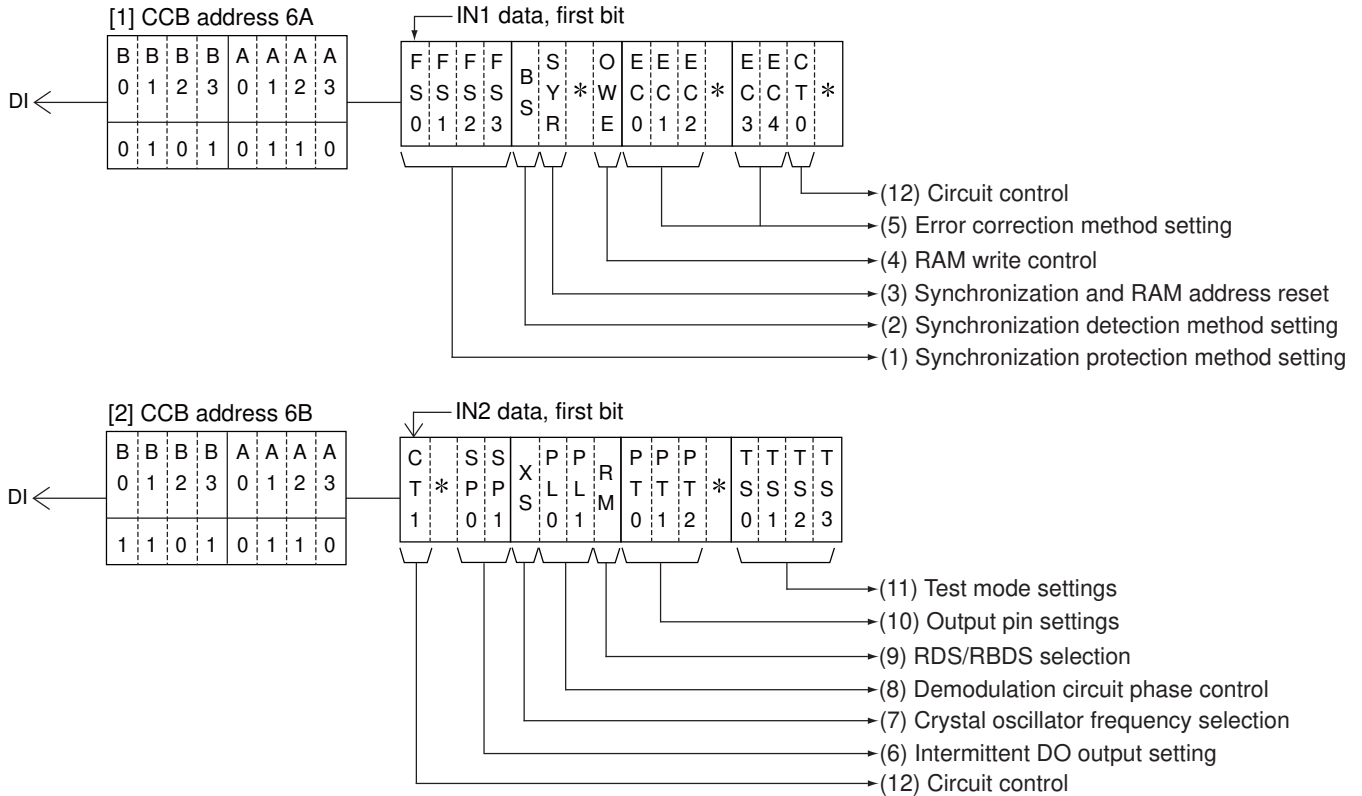 [1] CCB address 6A
IN1 data, first bit
DI
B0 B1 B2 B3 A0 A1 A2 A3
0 1 0 1 0 1 1 0
FS0 FS1 FS2 FS3 BS SYR * OWE EC0 EC1 EC2 * EC3 EC4 CT0 *
(12) Circuit control
(5) Error correction method setting
(4) RAM write control
(3) Synchronization and RAM address reset
(2) Synchronization detection method setting
(1) Synchronization protection method setting
[2] CCB address 6B
IN2 data, first bit
DI
B0 B1 B2 B3 A0 A1 A2 A3
1 1 0 1 0 1 1 0
CT1 * SP0 SP1 XS PL0 PL1 RM PT0 PT1 PT2 * TS0 TS1 TS2 TS3
(11) Test mode settings
(10) Output pin settings
(9) RDS/RBDS selection
(8) Demodulation circuit phase control
(7) Crystal oscillator frequency selection
(6) Intermittent DO output setting
(12) Circuit control